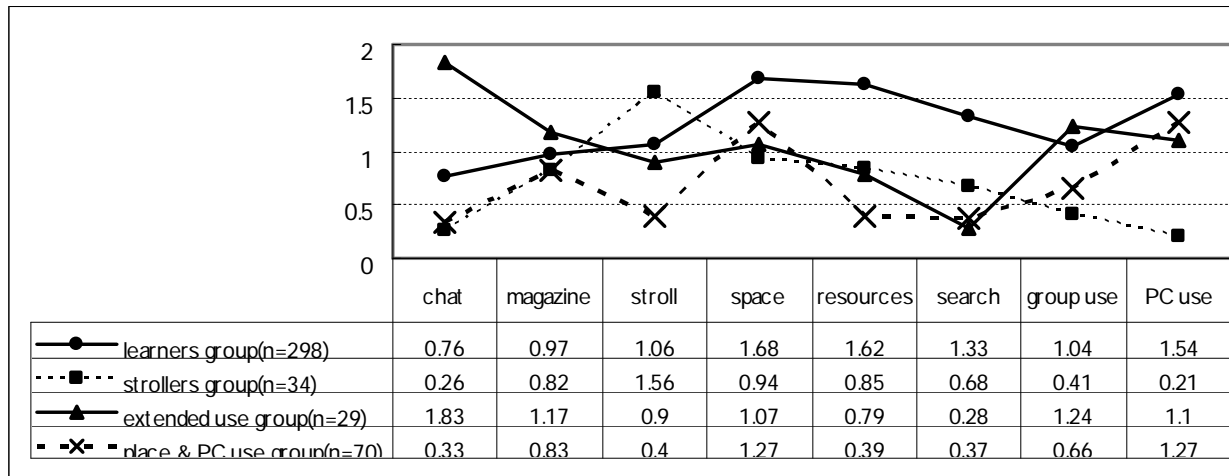 2
1.5
1
0.5
0
chat magazine stroll space resources search group use PC use
learners group(n=298) 0.76 0.97 1.06 1.68 1.62 1.33 1.04 1.54
strollers group(n=34) 0.26 0.82 1.56 0.94 0.85 0.68 0.41 0.21
extended use group(n=29) 1.83 1.17 0.9 1.07 0.79 0.28 1.24 1.1
place & PC use group(n=70) 0.33 0.83 0.4 1.27 0.39 0.37 0.66 1.27